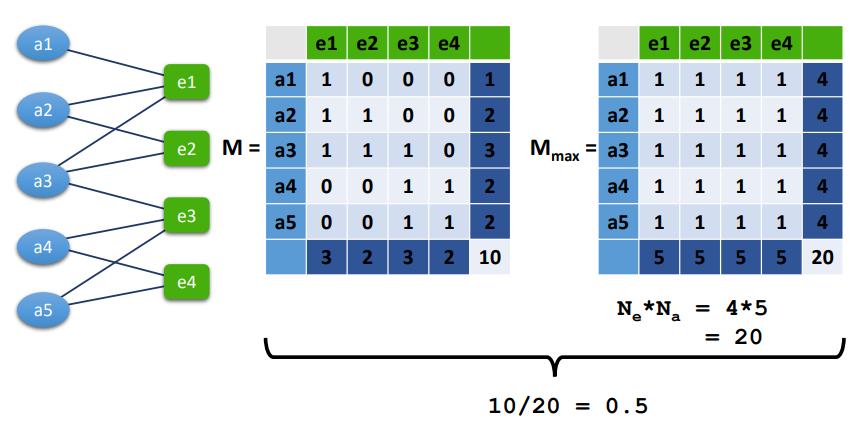 a1
a2
a3
a4
a5
e1
e2
e3
e4
M =
e1 e2 e3 e4
a1 1 0 0 0 1
a2 1 1 0 0 2
a3 1 1 1 0 3
a4 0 0 1 1 2
a5 0 0 1 1 2
3 2 3 2 10
Mmax =
e1 e2 e3 e4
a1 1 1 1 1 4
a2 1 1 1 1 4
a3 1 1 1 1 4
a4 1 1 1 1 4
a5 1 1 1 1 4
5 5 5 5 20
Ne*Na = 4*5
= 20
10/20 = 0.5